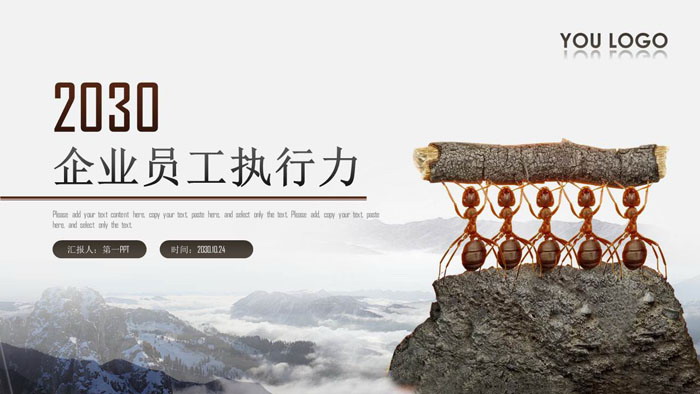 YOU LOGO
2030
企业员工执行力
Please add your text content here, copy your text, paste here, and select only the text. Please add, copy your text, paste
here, and select only the text.
汇报人：第一PPT
时间：2030.10.24